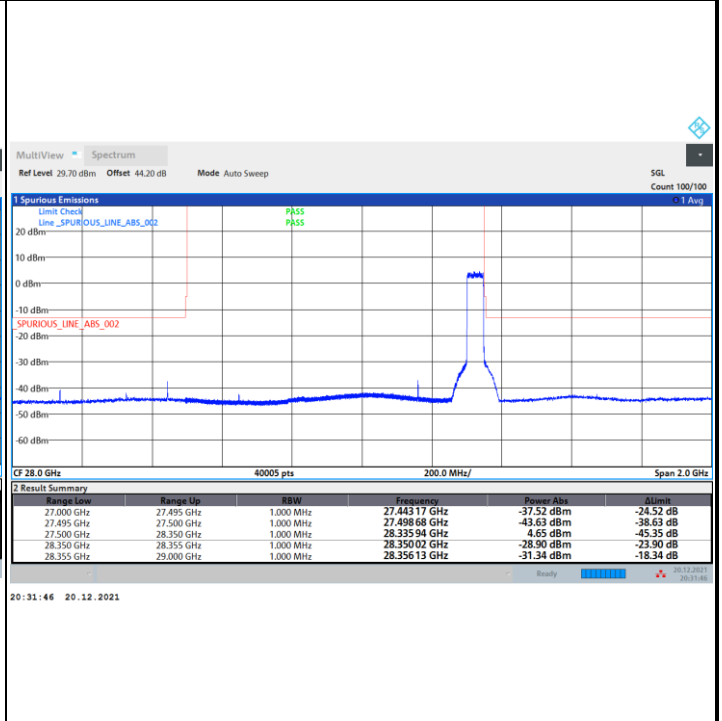 MultiView Spectrum
Ref Level 29.70 dBm Offset 44.20 dB Mode Auto Sweep SGL
Count 100/100
1 Spurious Emissions 1 Avg
Limit Check PASS
Line _SPURIOUS_LINE_ABS_002 PASS
20 dBm
10 dBm
0 dBm
-10 dBm
_SPURIOUS_LINE_ABS_002
-20 dBm
-30 dBm
-40 dBm
-50 dBm
-60 dBm
CF 28.0 GHz 40005 pts 200.0 MHz/ Span 2.0 GHz
2 Result Summary
Range Low Range Up RBW Frequency Power Abs ΔLimit
27.000 GHz 27.495 GHz 1.000 MHz 27.443 17 GHz -37.52 dBm -24.52 dB
27.495 GHz 27.500 GHz 1.000 MHz 27.498 68 GHz -43.63 dBm -38.63 dB
27.500 GHz 28.350 GHz 1.000 MHz 28.335 94 GHz 4.65 dBm -45.35 dB
28.350 GHz 28.355 GHz 1.000 MHz 28.350 02 GHz -28.90 dBm -23.90 dB
28.355 GHz 29.000 GHz 1.000 MHz 28.356 13 GHz -31.34 dBm -18.34 dB
Ready 20.12.2021
20:31:46
20:31:46 20.12.2021